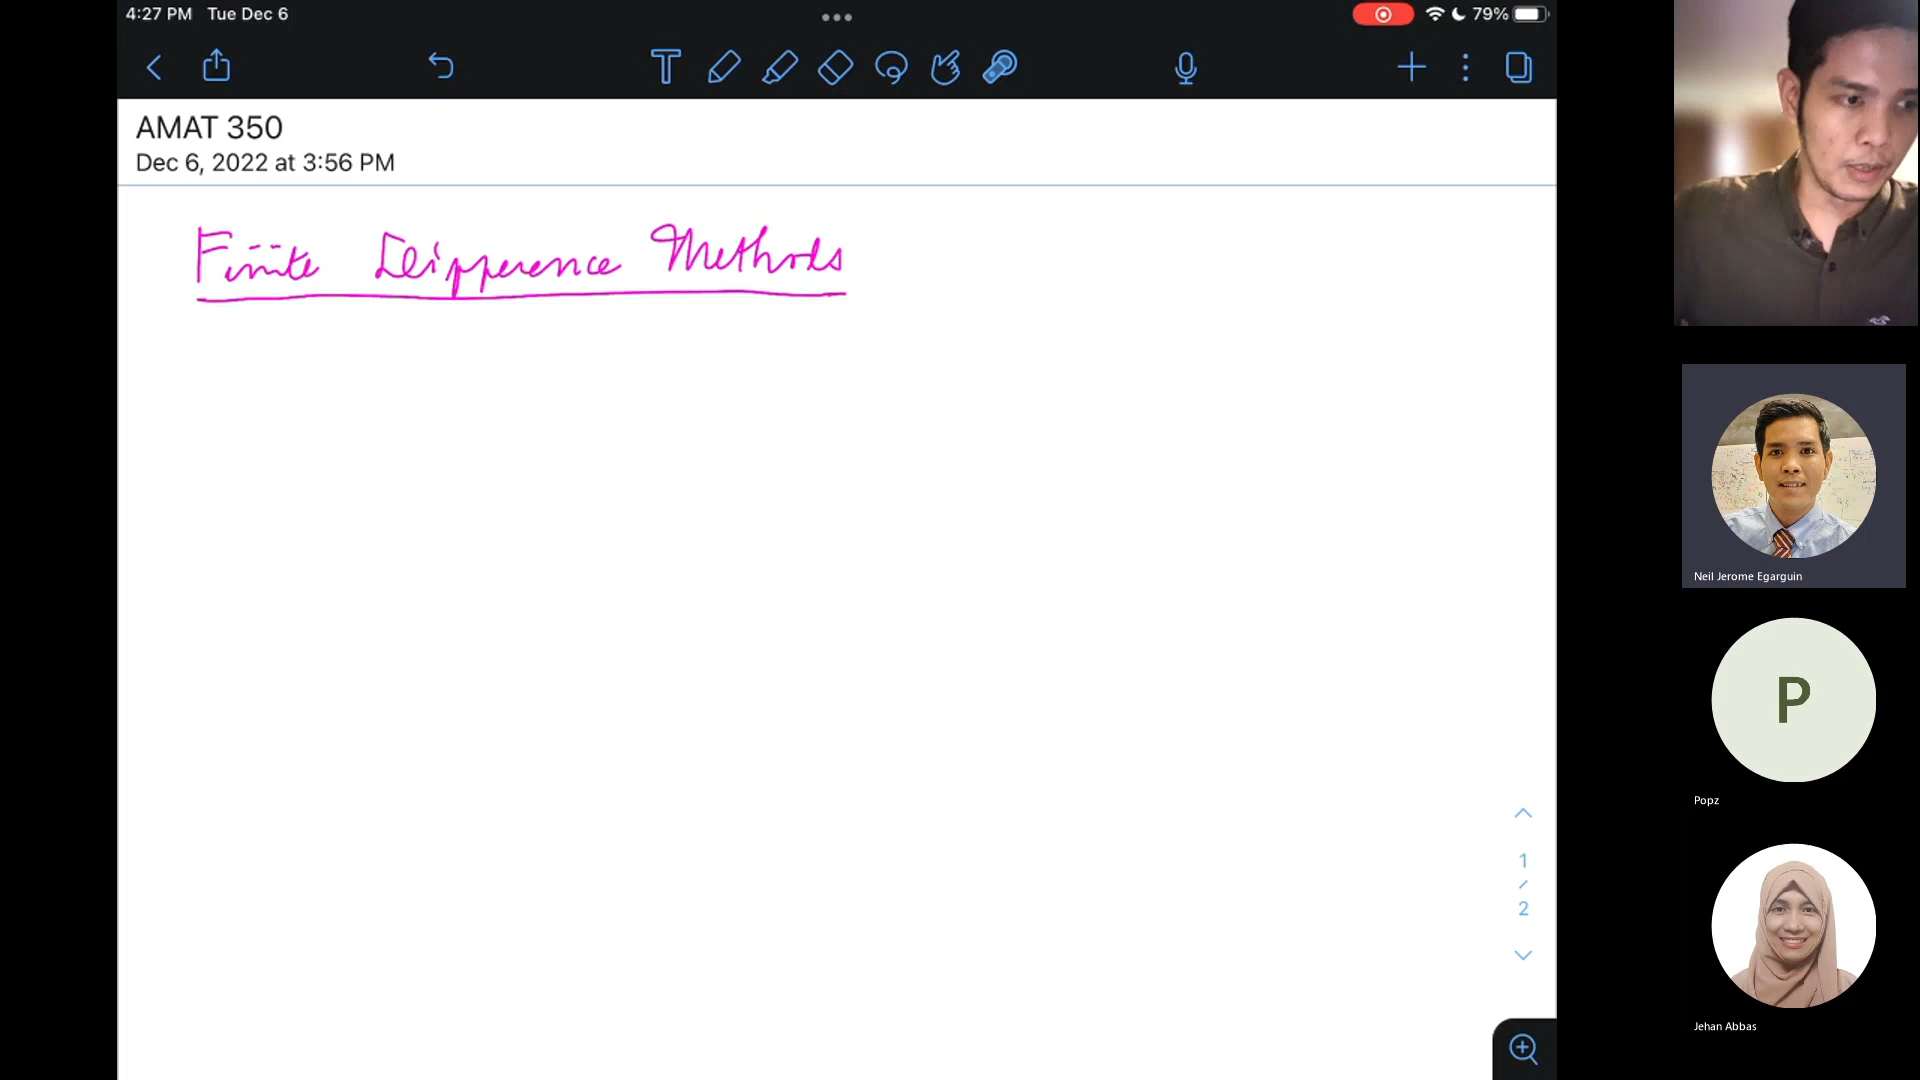 4:27 PM Tue Dec 6
79%
AMAT 350
Dec 6, 2022 at 3:56 PM
Finite Difference Methods
1
/
2
Neil Jerome Egarguin
P
Popz
Jehan Abbas